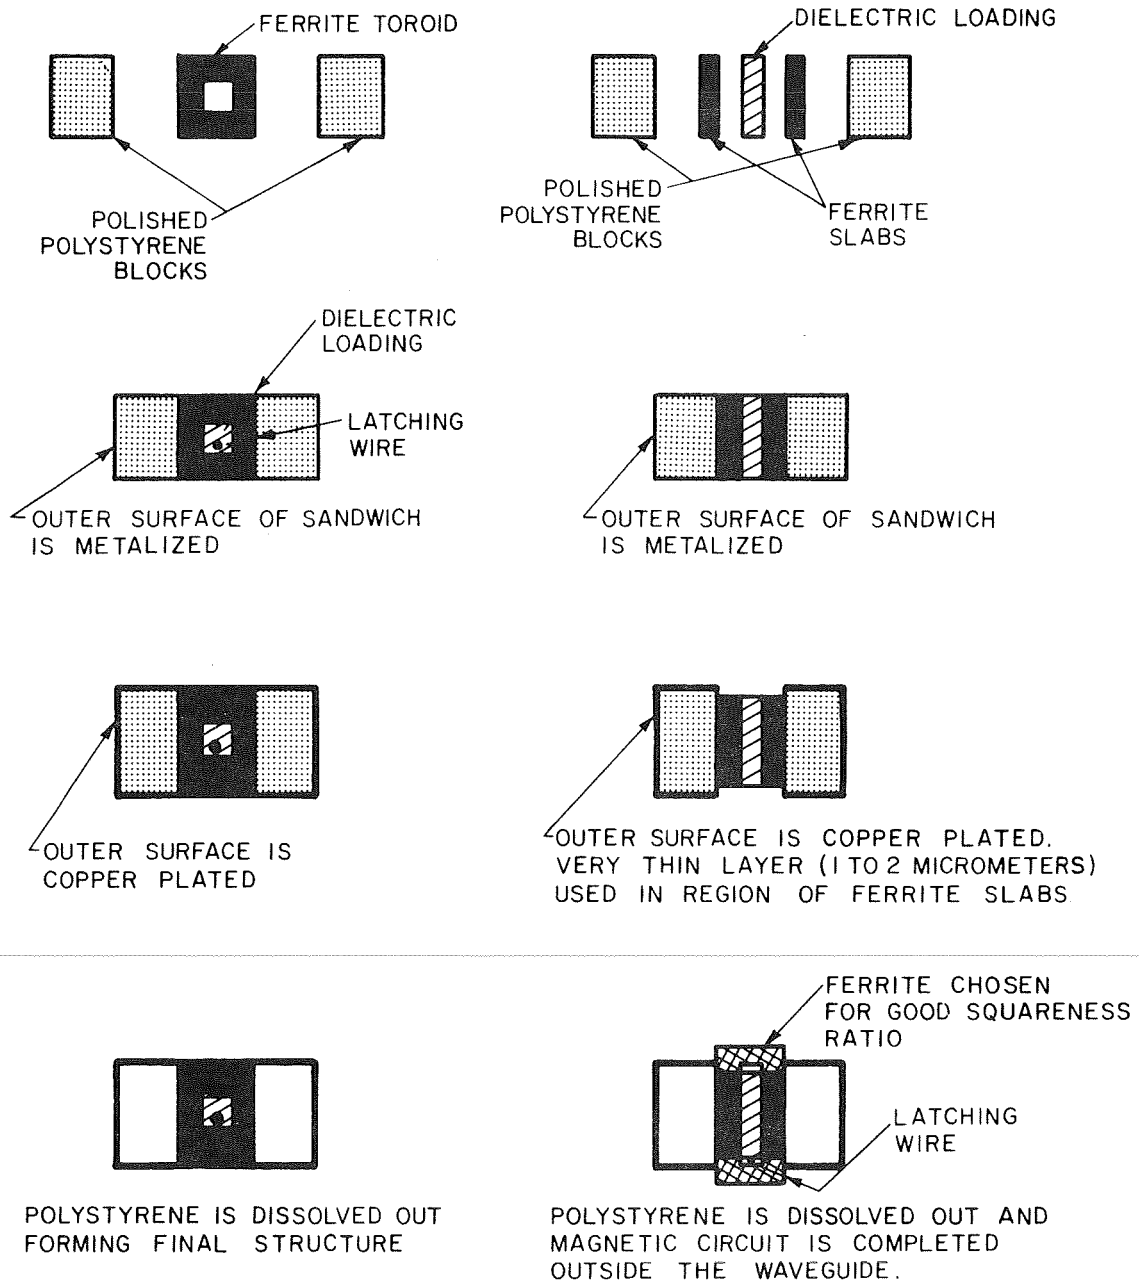 FERRITE TOROID
POLISHED
POLYSTYRENE
BLOCKS
DIELECTRIC LOADING
POLISHED
POLYSTYRENE
BLOCKS
FERRITE
SLABS
DIELECTRIC
LOADING
LATCHING
WIRE
OUTER SURFACE OF SANDWICH
IS METALIZED
OUTER SURFACE OF SANDWICH
IS METALIZED
OUTER SURFACE IS
COPPER PLATED
OUTER SURFACE IS COPPER PLATED.
VERY THIN LAYER (1 TO 2 MICROMETERS)
USED IN REGION OF FERRITE SLABS
FERRITE CHOSEN
FOR GOOD SQUARENESS
RATIO
LATCHING
WIRE
POLYSTYRENE IS DISSOLVED OUT
FORMING FINAL STRUCTURE
POLYSTYRENE IS DISSOLVED OUT AND
MAGNETIC CIRCUIT IS COMPLETED
OUTSIDE THE WAVEGUIDE.